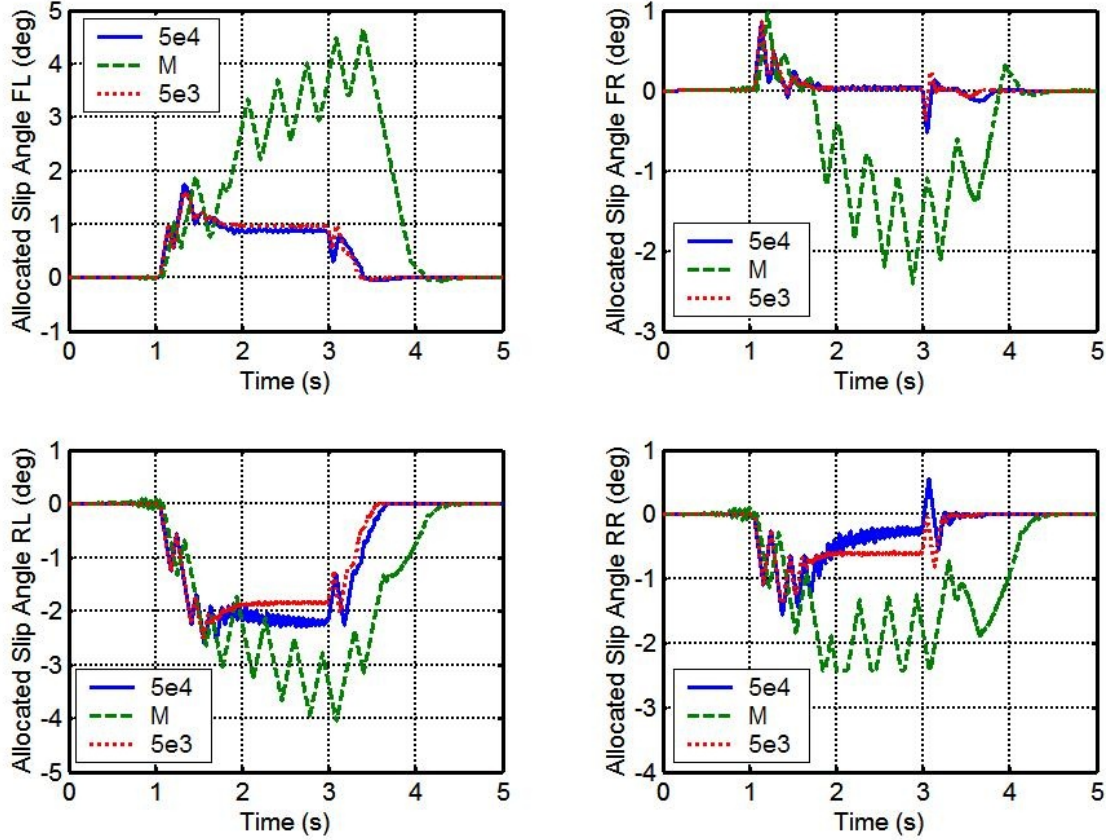 Allocated Slip Angle FL (deg)
5
4
3
2
1
0
-1
5e4
M
5e3
0 1 2 3 4 5
Time (s)
Allocated Slip Angle FR (deg)
1
0
-1
-2
-3
5e4
M
5e3
0 1 2 3 4 5
Time (s)
Allocated Slip Angle RL (deg)
1
0
-1
-2
-3
-4
-5
5e4
M
5e3
0 1 2 3 4 5
Time (s)
Allocated Slip Angle RR (deg)
1
0
-1
-2
-3
-4
5e4
M
5e3
0 1 2 3 4 5
Time (s)